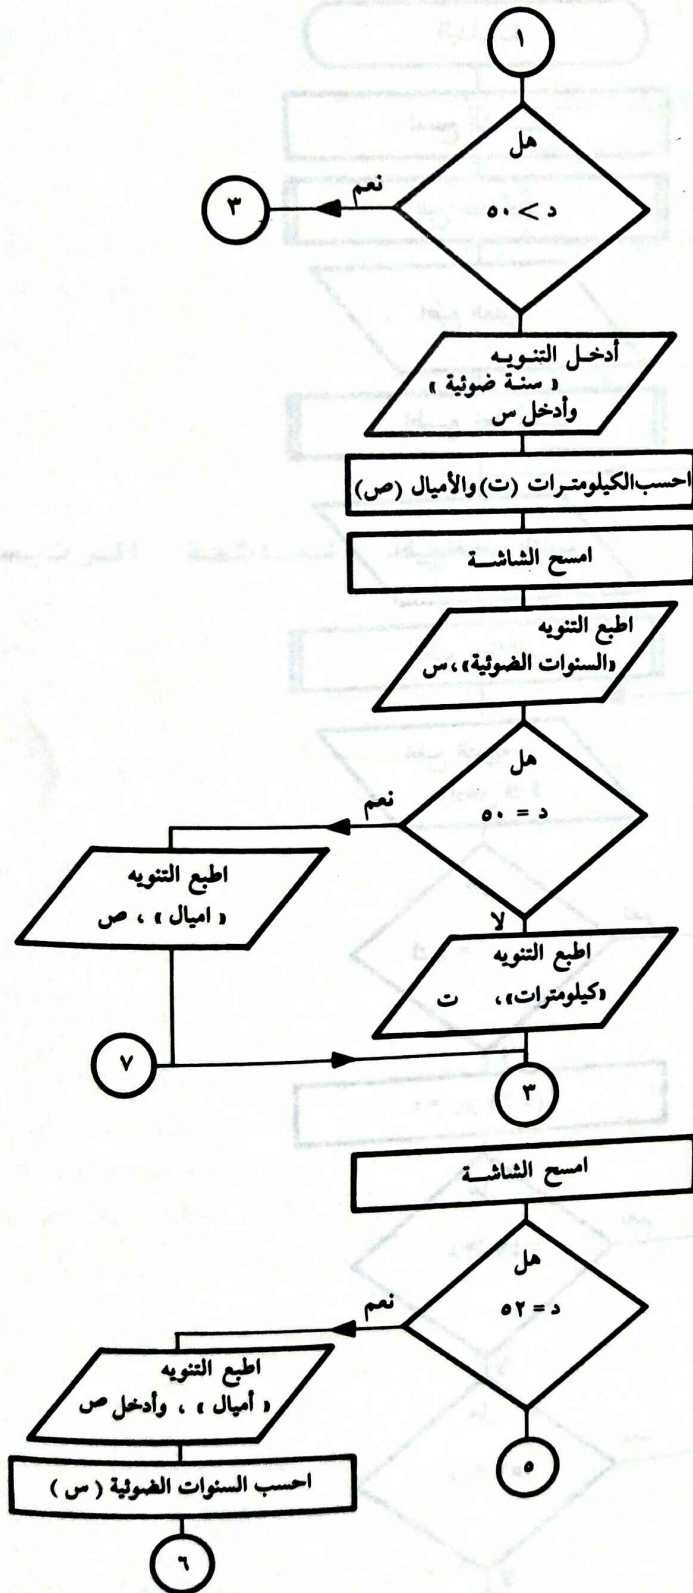 ١
هل
د > ٥٠
نعم
٣
أدخل التنويه
« سنة ضوئية »
وأدخل س
احسب الكيلومترات (ت) والأميال (ص)
امسح الشاشة
اطبع التنويه
«السنوات الضوئية»، س
هل
د = ٥٠
نعم
اطبع التنويه
« اميال » ، ص
لا
اطبع التنويه
«كيلومترات»، ت
٧
٣
امسح الشاشة
هل
د = ٥٢
نعم
اطبع التنويه
« أميال » ، وأدخل ص
احسب السنوات الضوئية ( س )
٥
٦